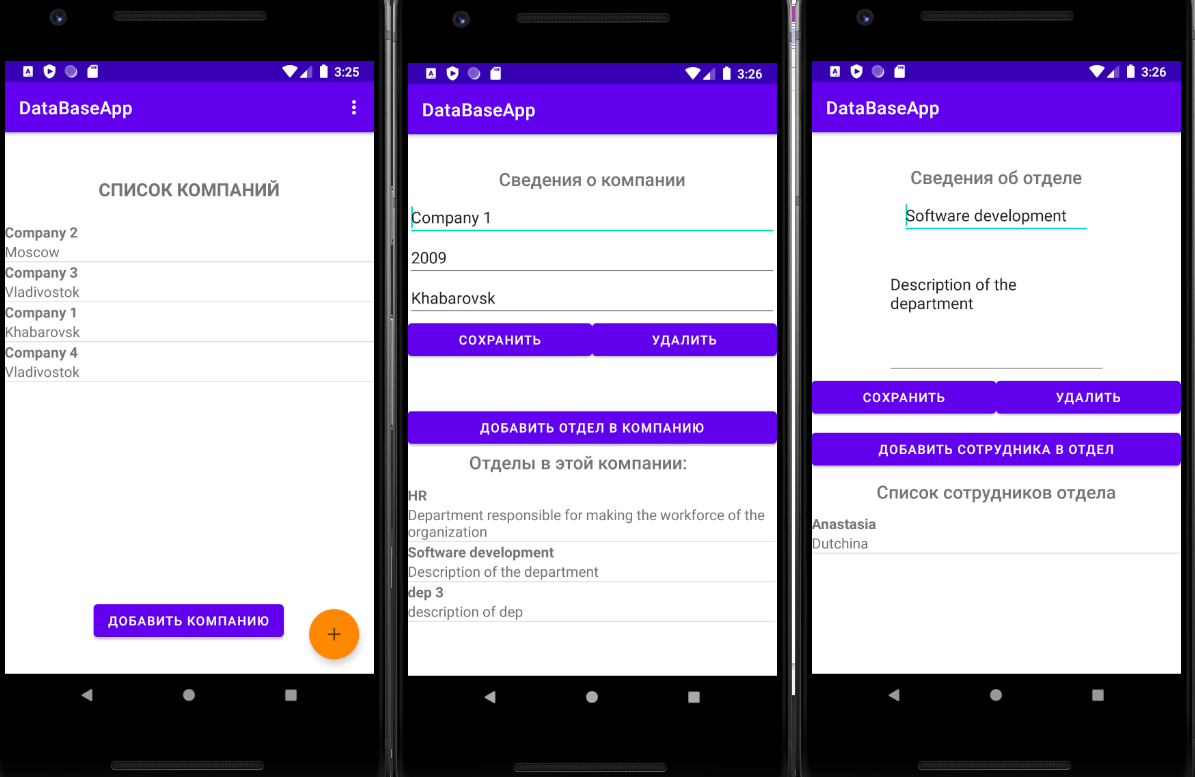 3:25
DataBaseApp
СПИСОК КОМПАНИЙ
Company 2
Moscow
Company 3
Vladivostok
Company 1
Khabarovsk
Company 4
Vladivostok
ДОБАВИТЬ КОМПАНИЮ
+
3:26
DataBaseApp
Сведения о компании
Company 1
2009
Khabarovsk
СОХРАНИТЬ УДАЛИТЬ
ДОБАВИТЬ ОТДЕЛ В КОМПАНИЮ
Отделы в этой компании:
HR
Department responsible for making the workforce of the
organization
Software development
Description of the department
dep 3
description of dep
3:26
DataBaseApp
Сведения об отделе
Software development
Description of the
department
СОХРАНИТЬ УДАЛИТЬ
ДОБАВИТЬ СОТРУДНИКА В ОТДЕЛ
Список сотрудников отдела
Anastasia
Dutchina